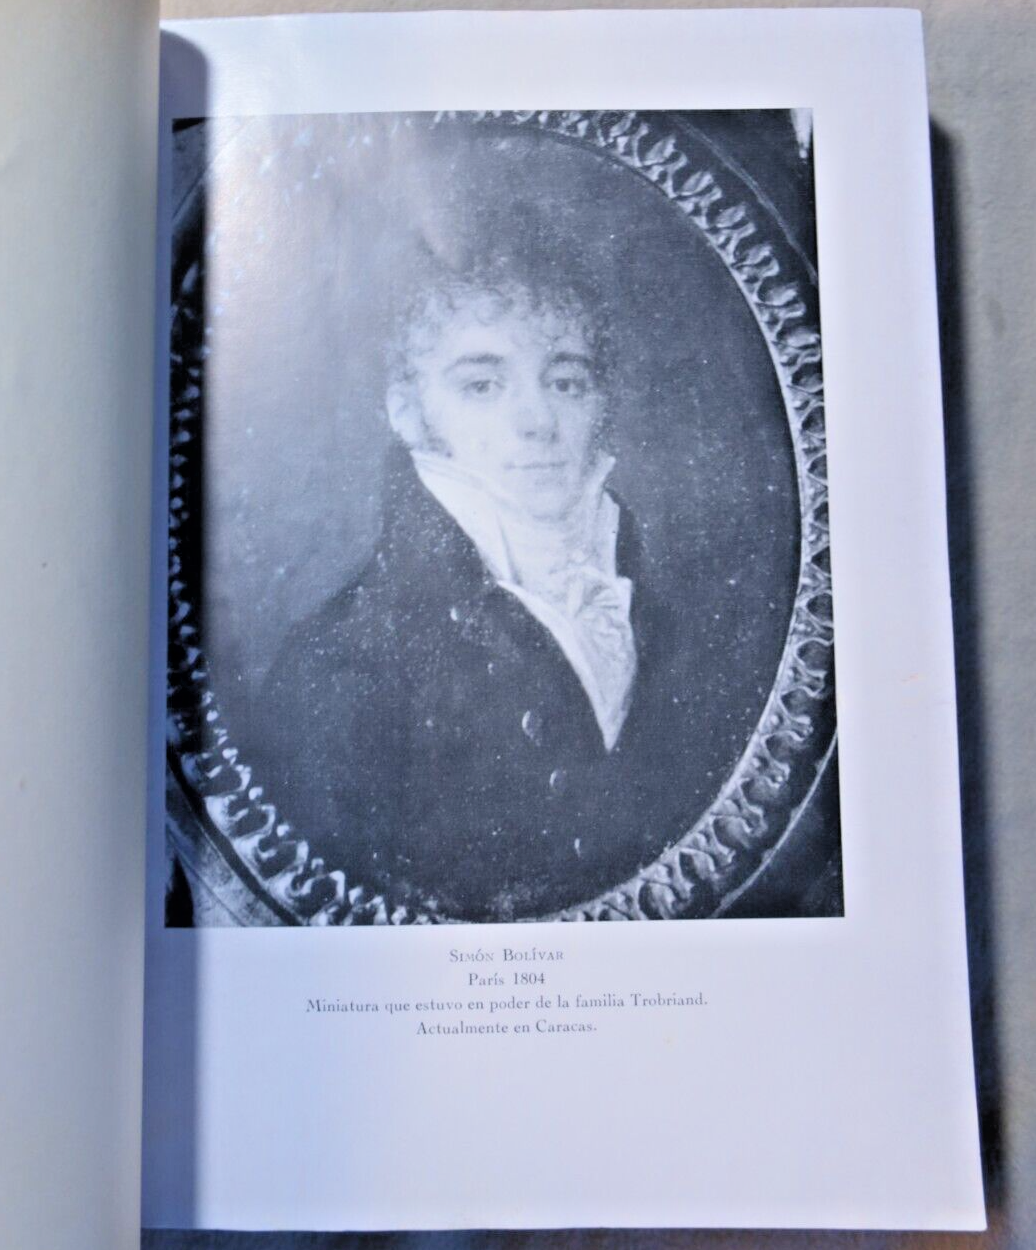 Simón Bolívar
París 1804
Miniatura que estuvo en poder de la familia Trobriand.
Actualmente en Caracas.